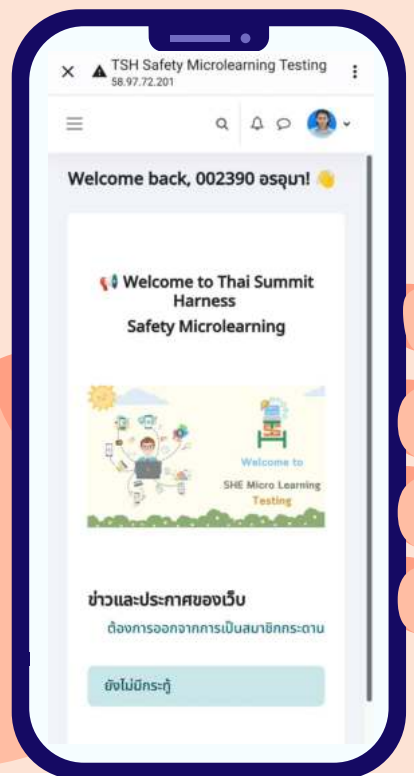 TSH Safety Microlearning Testing
58.97.72.201
Welcome back, 002390 อรอุมา! 👋
📢 Welcome to Thai Summit
Harness
Safety Microlearning
Welcome to
SHE Micro Learning
Testing
ข่าวและประกาศของเว็บ
ต้องการออกจากการเป็นสมาชิกกระดาน
ยังไม่มีกระทู้